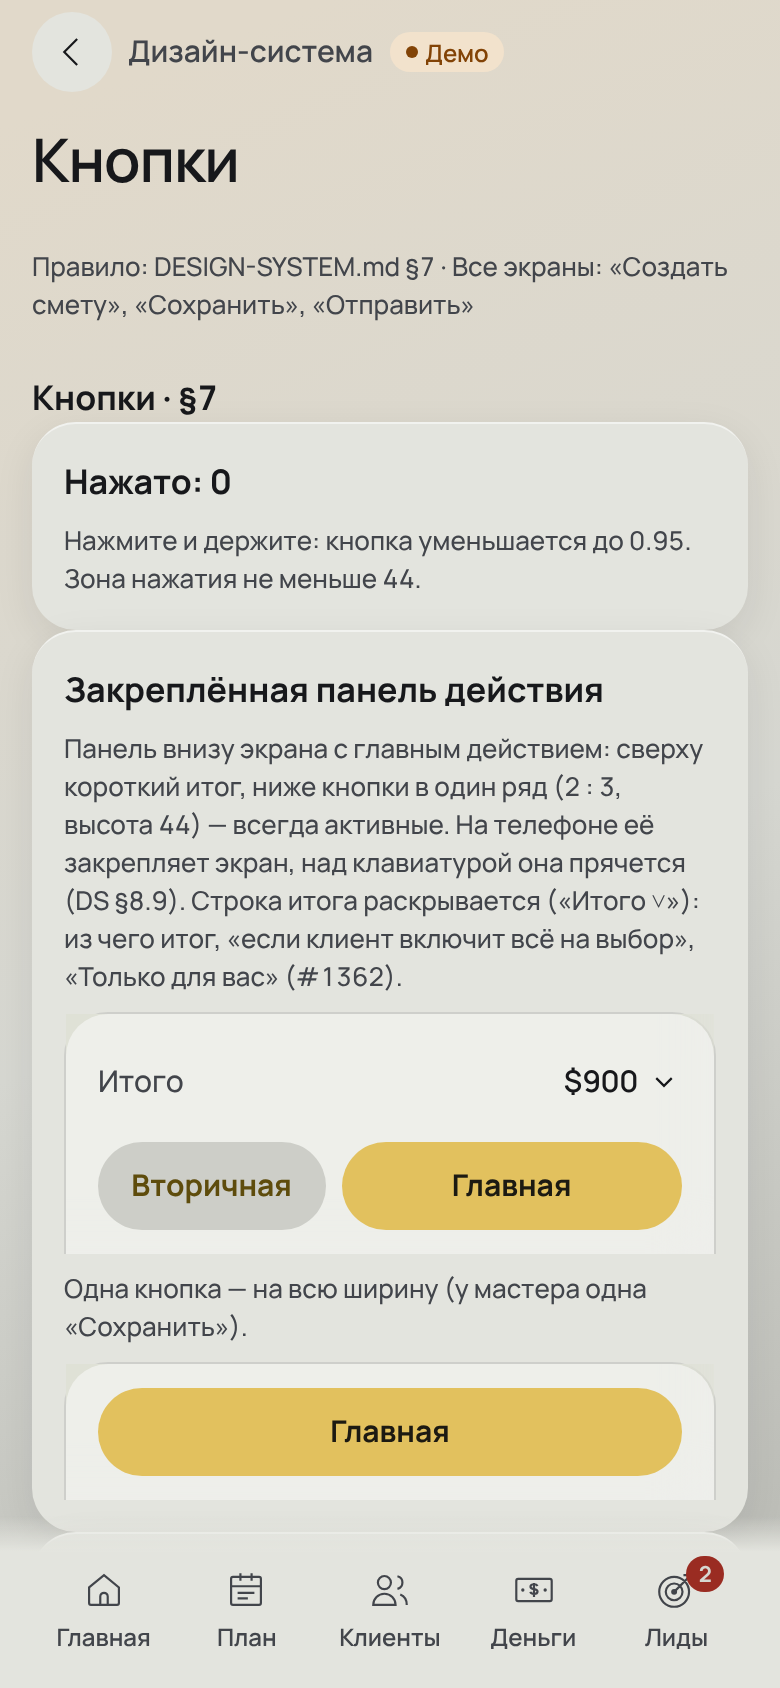 Дизайн-система
Демо
Кнопки
Правило: DESIGN-SYSTEM.md §7 · Все экраны: «Создать
смету», «Сохранить», «Отправить»
Кнопки · §7
Нажато: 0
Нажмите и держите: кнопка уменьшается до 0.95.
Зона нажатия не меньше 44.
Закреплённая панель действия
Панель внизу экрана с главным действием: сверху
короткий итог, ниже кнопки в один ряд (2 : 3,
высота 44) — всегда активные. На телефоне её
закрепляет экран, над клавиатурой она прячется
(DS §8.9). Строка итога раскрывается («Итого ∨»):
из чего итог, «если клиент включит всё на выбор»,
«Только для вас» (#1362).
Итого $900
Вторичная Главная
Одна кнопка — на всю ширину (у мастера одна
«Сохранить»).
Главная
2
Главная План Клиенты Деньги Лиды